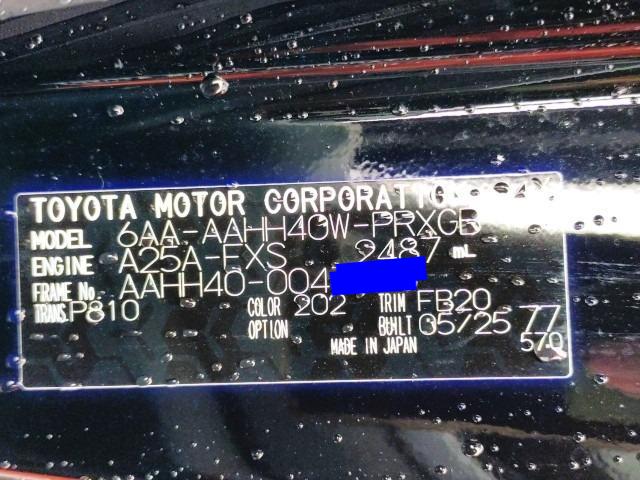 TOYOTA MOTOR CORPORATION
MODEL 6AA-AAHH40W-PRXGB
ENGINE A25A-FXS 2487 mL
FRAME No. AAHH40-004
TRANS. P810 COLOR 202 TRIM FB20
OPTION BUILT 05/25 77
570
MADE IN JAPAN